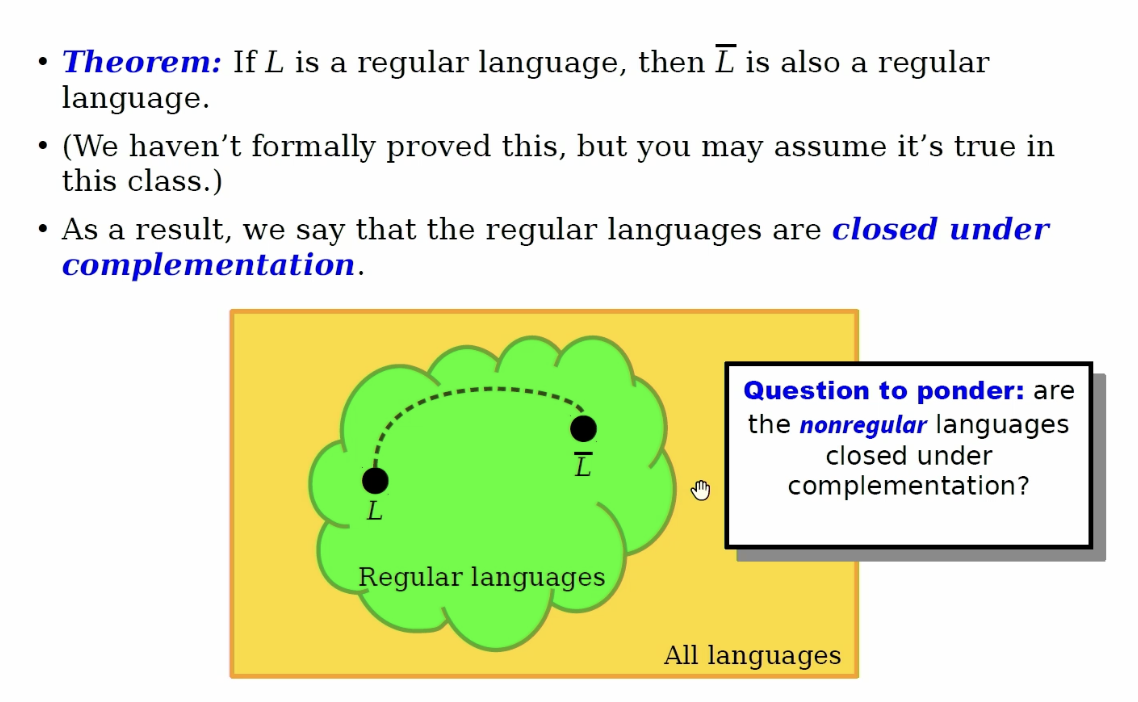 • Theorem: If L is a regular language, then L̅ is also a regular
language.
• (We haven’t formally proved this, but you may assume it’s true in
this class.)
• As a result, we say that the regular languages are closed under
complementation.
Question to ponder: are
the nonregular languages
closed under
complementation?
L̅
L
Regular languages
All languages